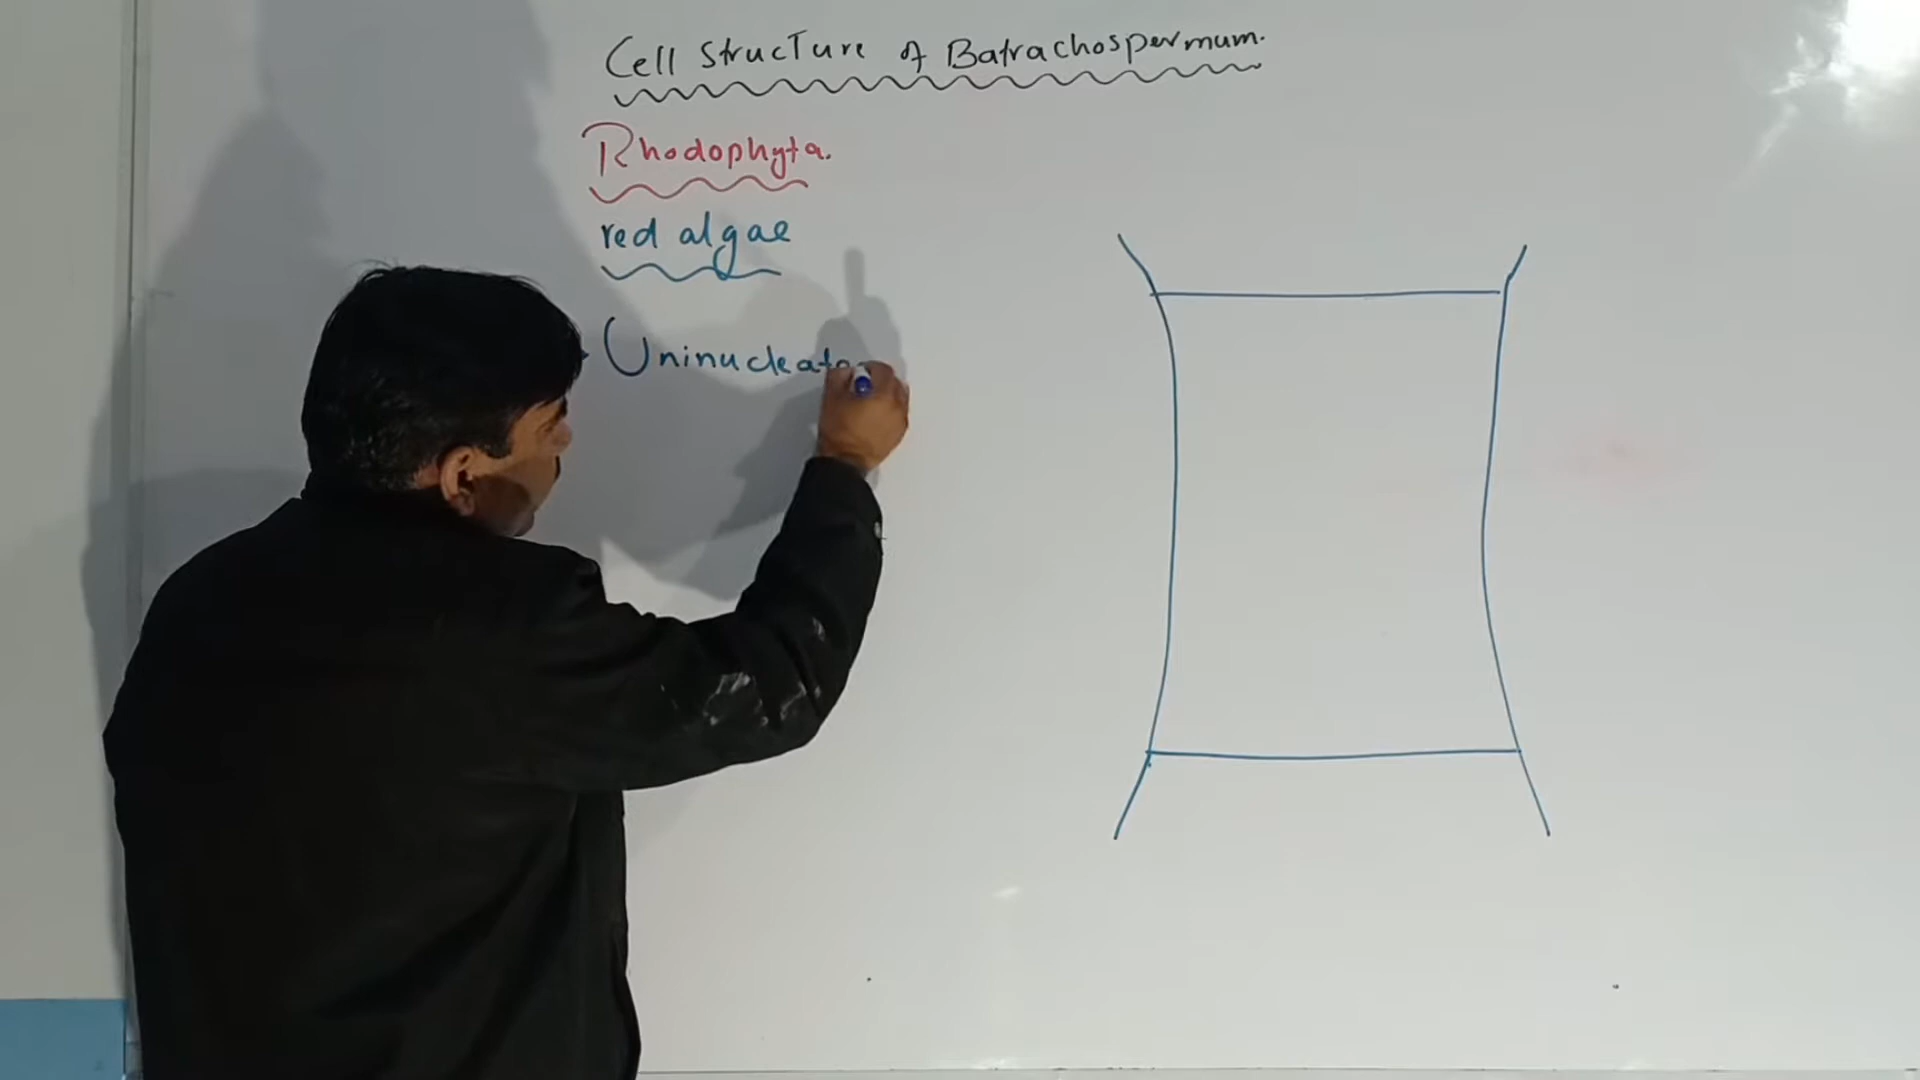 Cell Structure of Batrachospermum.
Rhodophyta.
red algae
Uninucleate